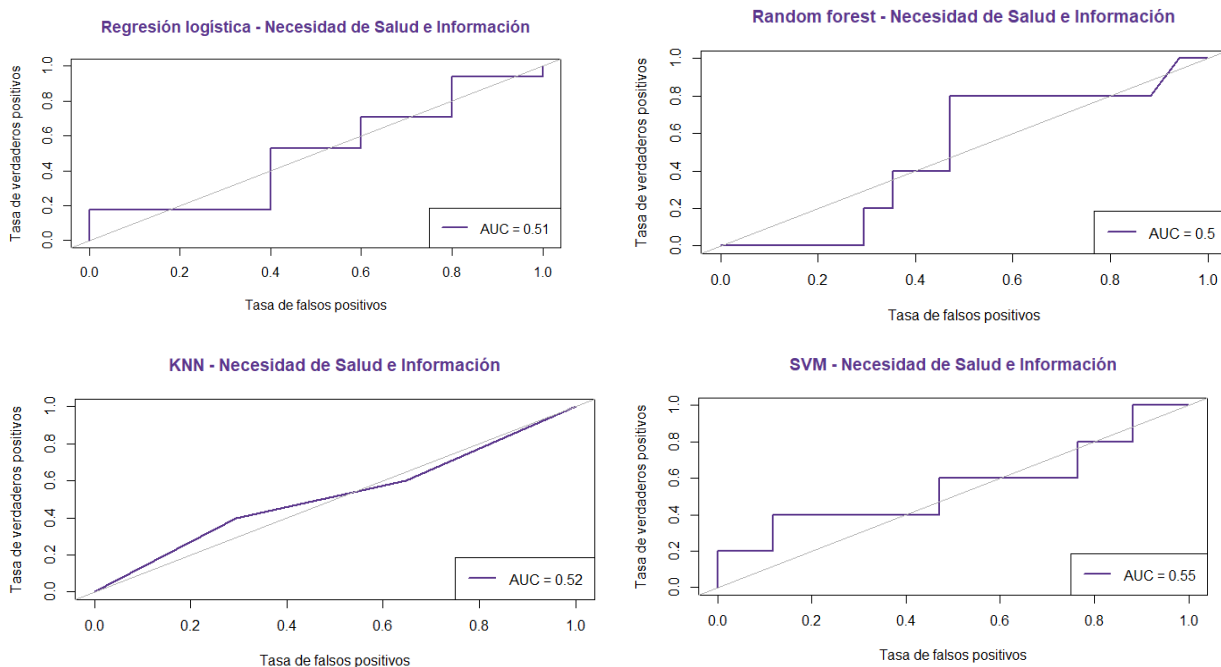 Regresión logística - Necesidad de Salud e Información
Tasa de verdaderos positivos
0.0 0.2 0.4 0.6 0.8 1.0
AUC = 0.51
0.0 0.2 0.4 0.6 0.8 1.0
Tasa de falsos positivos
Random forest - Necesidad de Salud e Información
Tasa de verdaderos positivos
0.0 0.2 0.4 0.6 0.8 1.0
AUC = 0.5
0.0 0.2 0.4 0.6 0.8 1.0
Tasa de falsos positivos
KNN - Necesidad de Salud e Información
Tasa de verdaderos positivos
0.0 0.2 0.4 0.6 0.8 1.0
AUC = 0.52
0.0 0.2 0.4 0.6 0.8 1.0
Tasa de falsos positivos
SVM - Necesidad de Salud e Información
Tasa de verdaderos positivos
0.0 0.2 0.4 0.6 0.8 1.0
AUC = 0.55
0.0 0.2 0.4 0.6 0.8 1.0
Tasa de falsos positivos